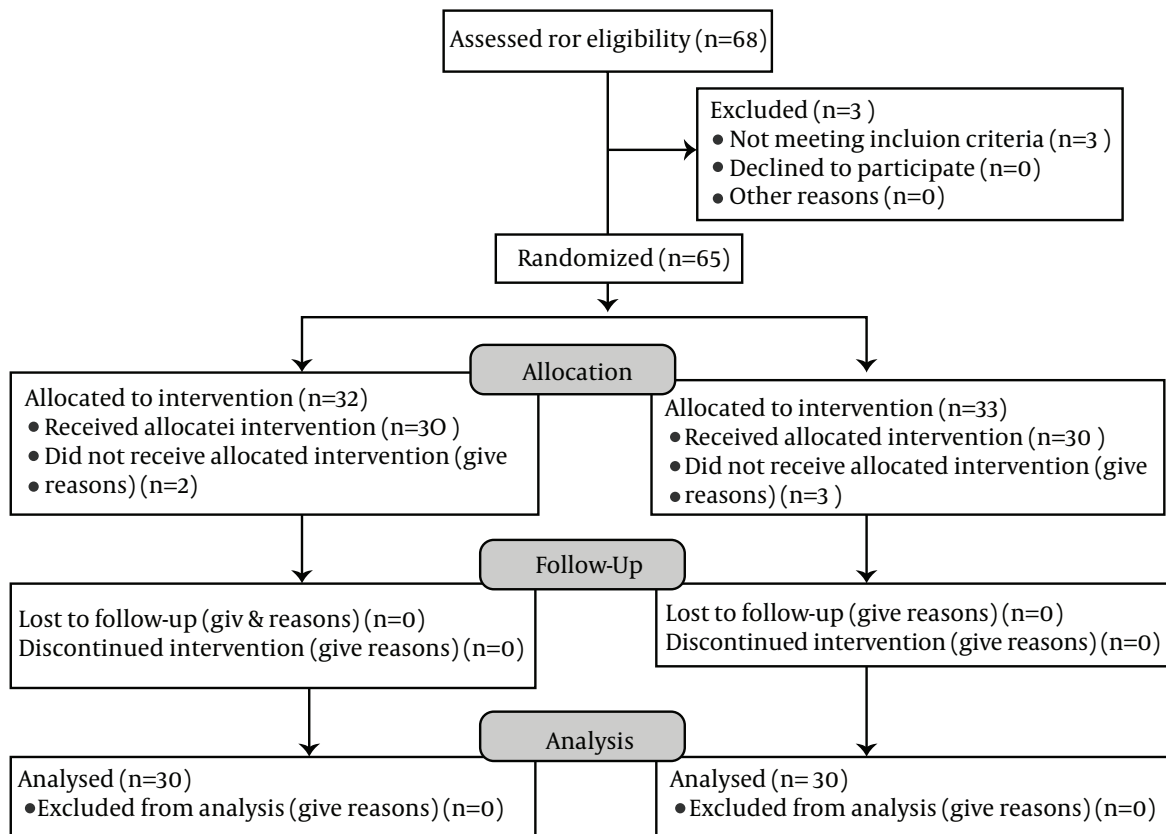 Assessed ror eligibility (n=68)
Excluded (n=3 )
• Not meeting incluion criteria (n=3 )
• Declined to participate (n=0)
• Other reasons (n=0)
Randomized (n=65)
Allocation
Allocated to intervention (n=32)
• Received allocatei intervention (n=3O )
• Did not receive allocated intervention (give
• reasons) (n=2)
Allocated to intervention (n=33)
• Received allocated intervention (n=30 )
• Did not receive allocated intervention (give
• reasons) (n=3 )
Follow-Up
Lost to follow-up (giv & reasons) (n=0)
Discontinued intervention (give reasons) (n=0)
Lost to follow-up (give reasons) (n=0)
Discontinued intervention (give reasons) (n=0)
Analysis
Analysed (n=30)
•Excluded from analysis (give reasons) (n=0)
Analysed (n= 30)
•Excluded from analysis (give reasons) (n=0)